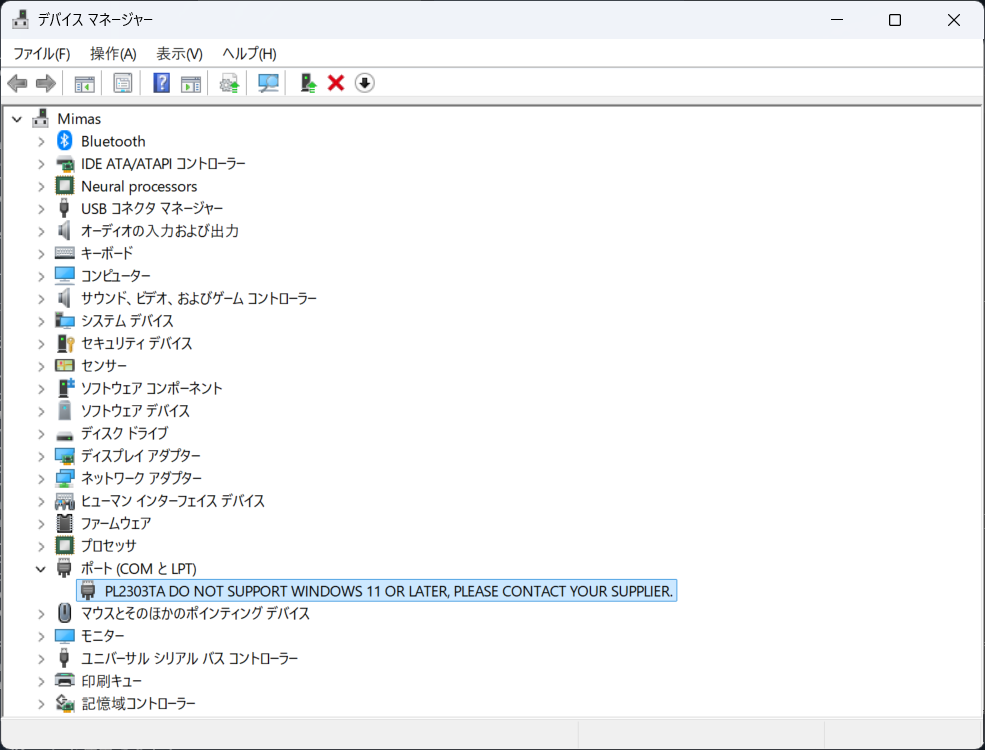 デバイス マネージャー
ファイル(F) 操作(A) 表示(V) ヘルプ(H)
Mimas
Bluetooth
IDE ATA/ATAPI コントローラー
Neural processors
USB コネクタ マネージャー
オーディオの入力および出力
キーボード
コンピューター
サウンド、ビデオ、およびゲーム コントローラー
システム デバイス
セキュリティ デバイス
センサー
ソフトウェア コンポーネント
ソフトウェア デバイス
ディスク ドライブ
ディスプレイ アダプター
ネットワーク アダプター
ヒューマン インターフェイス デバイス
ファームウェア
プロセッサ
ポート (COM と LPT)
PL2303TA DO NOT SUPPORT WINDOWS 11 OR LATER, PLEASE CONTACT YOUR SUPPLIER.
マウスとそのほかのポインティング デバイス
モニター
ユニバーサル シリアル バス コントローラー
印刷キュー
記憶域コントローラー